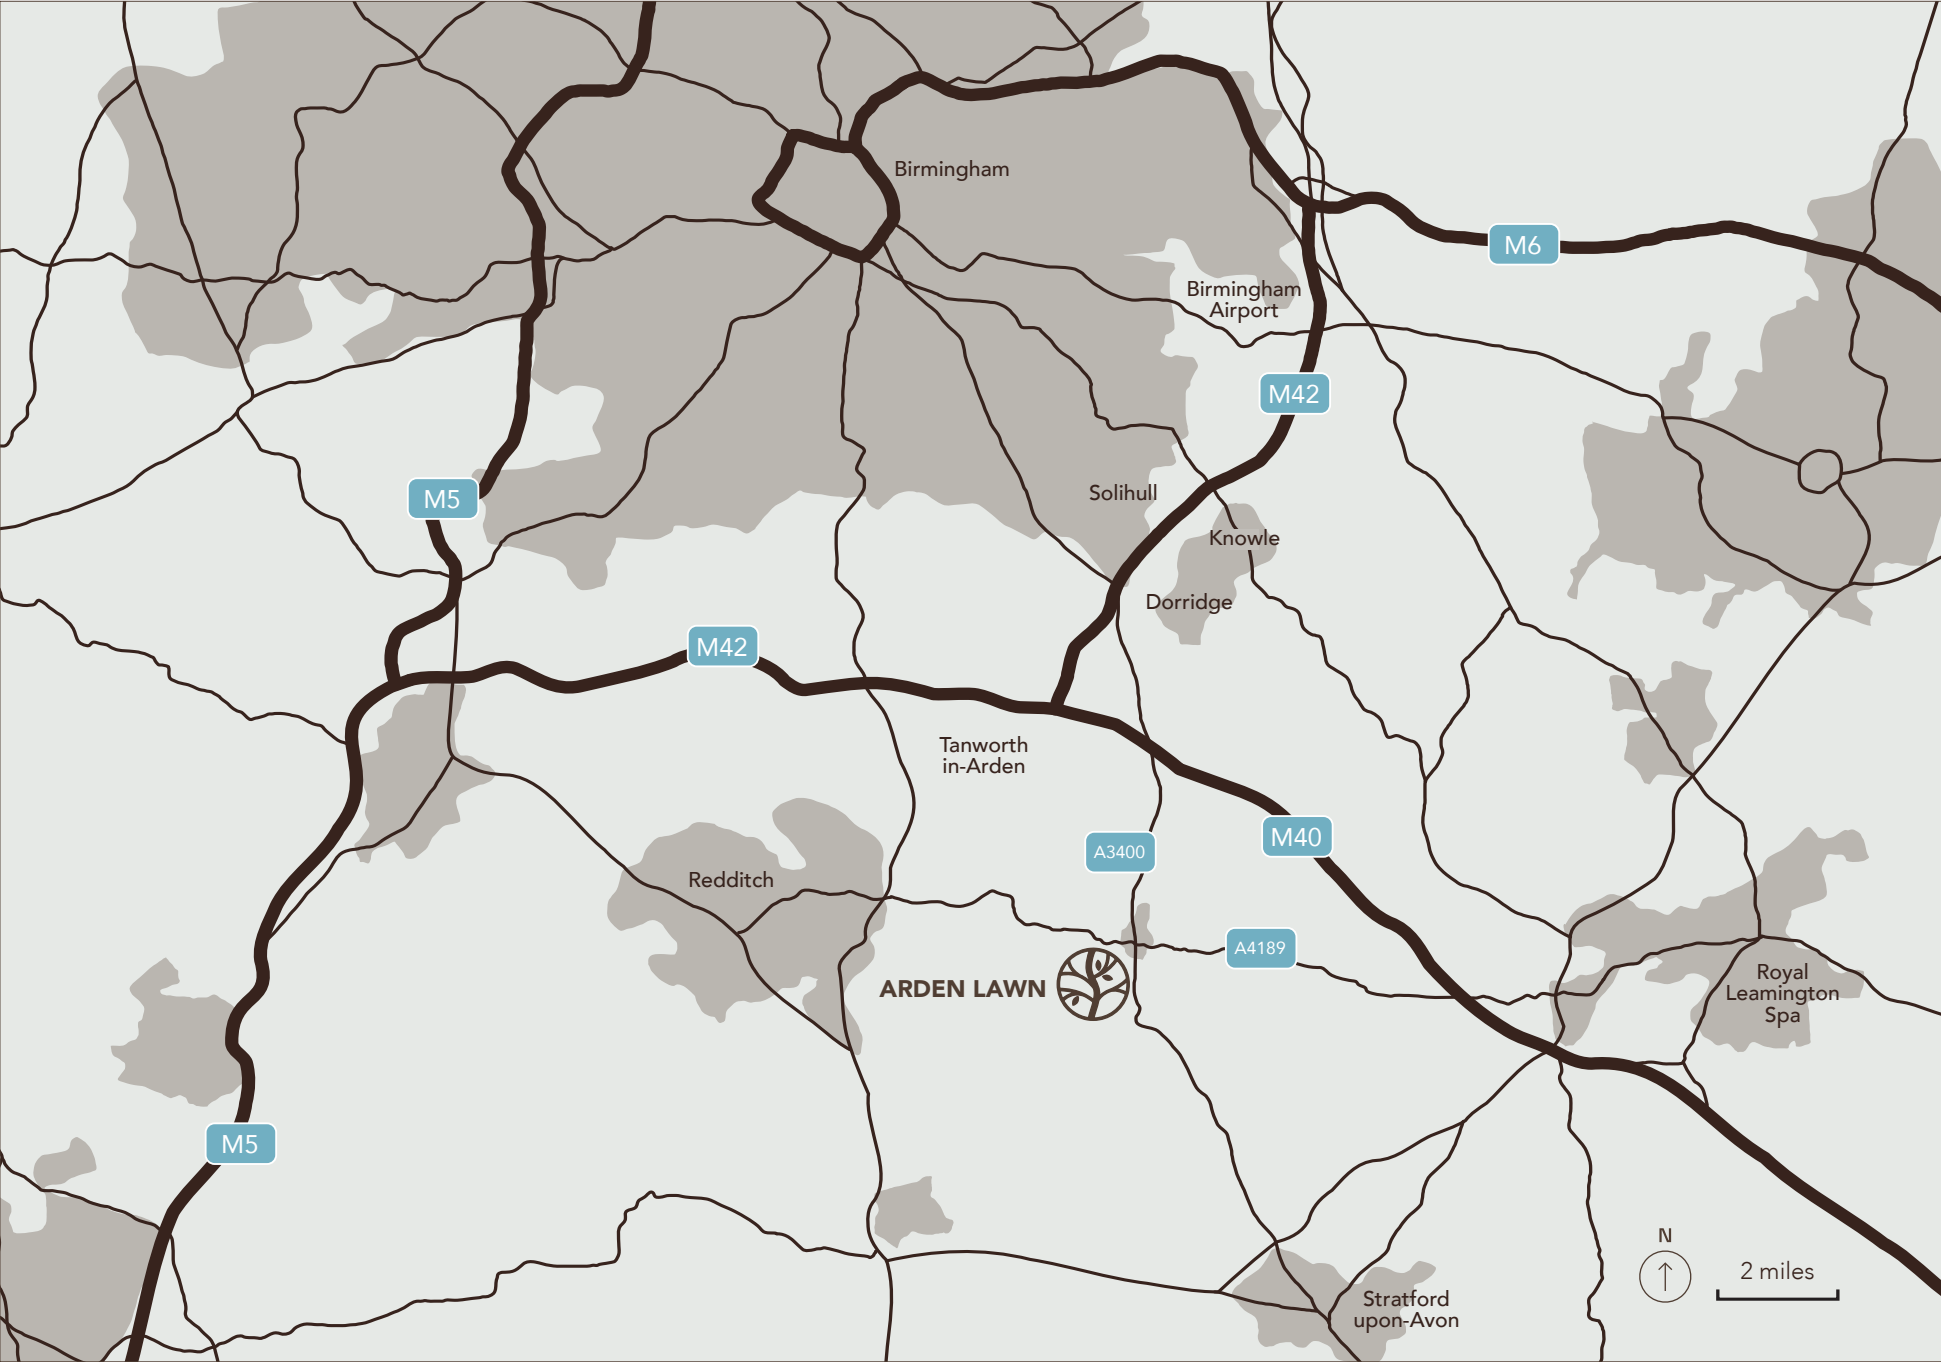 Birmingham
M6
Birmingham
Airport
M42
M5
Solihull
Knowle
Dorridge
M42
Tanworth
in-Arden
M40
A3400
Redditch
A4189
ARDEN LAWN
Royal
Leamington
Spa
M5
N
2 miles
Stratford
upon-Avon